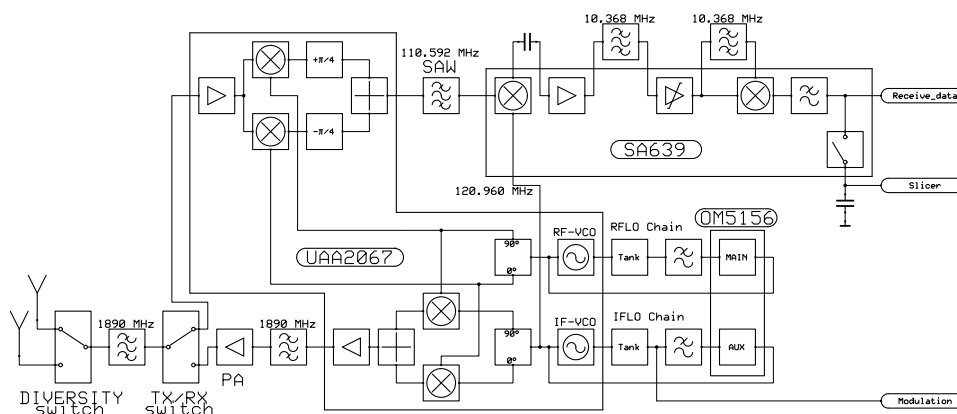 10.368 MHz
10.368 MHz
+π/4
110.592 MHz
SAW
-π/4
Receive_data
SA639
120.960 MHz
Slicer
UAA2067
90°
0°
RF-VCO
RFLO Chain
OM5156
Tank
MAIN
1890 MHz
1890 MHz
90°
0°
IF-VCO
IFLO Chain
Tank
AUX
PA
DIVERSITY
switch
TX/RX
switch
Modulation